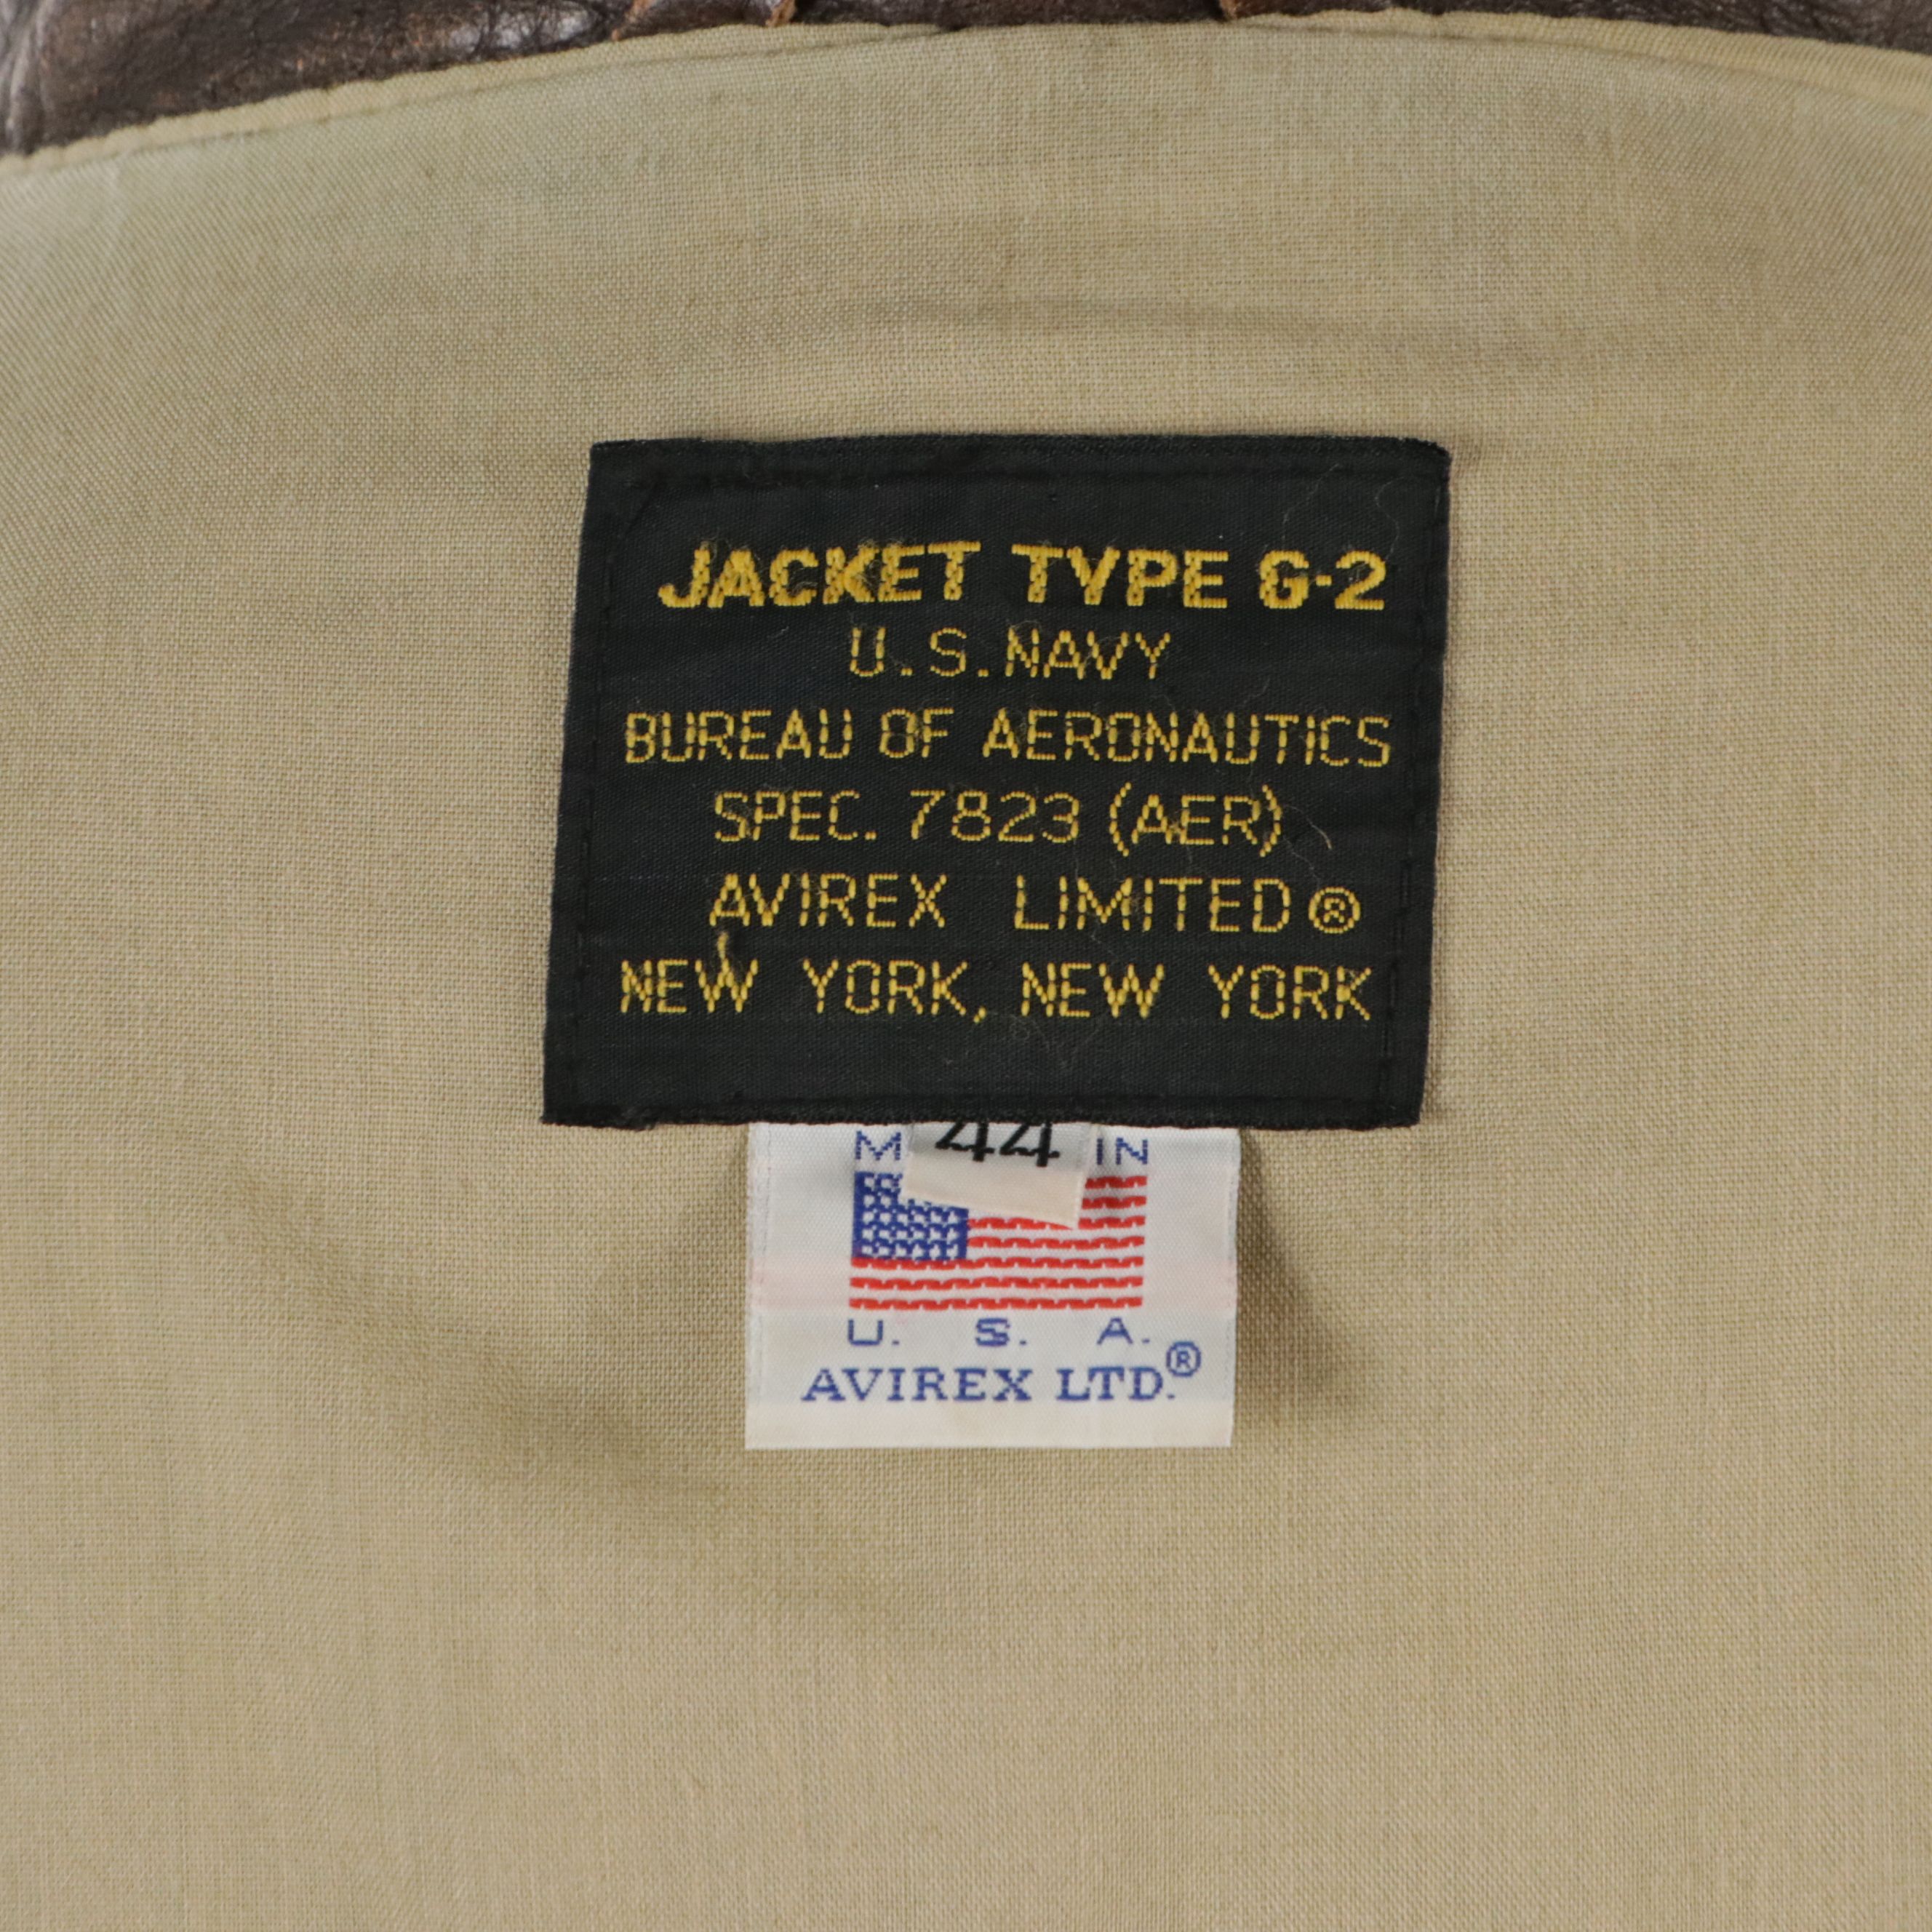 JACKET TYPE G-2
U.S. NAVY
BUREAU OF AERONAUTICS
SPEC. 7823 (AER)
AVIREX LIMITED ®
NEW YORK, NEW YORK
44
IN
U. S. A.
AVIREX LTD.®